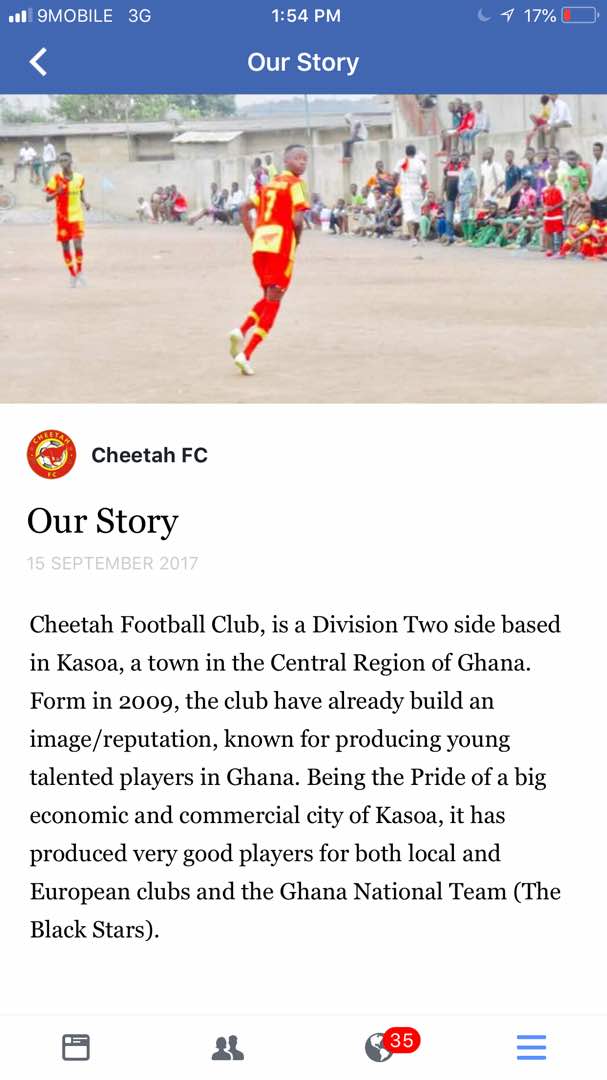 9MOBILE 3G 1:54 PM 17%
Our Story
7
CHEETAH
FC
Cheetah FC
Our Story
15 SEPTEMBER 2017
Cheetah Football Club, is a Division Two side based
in Kasoa, a town in the Central Region of Ghana.
Form in 2009, the club have already build an
image/reputation, known for producing young
talented players in Ghana. Being the Pride of a big
economic and commercial city of Kasoa, it has
produced very good players for both local and
European clubs and the Ghana National Team (The
Black Stars).
35